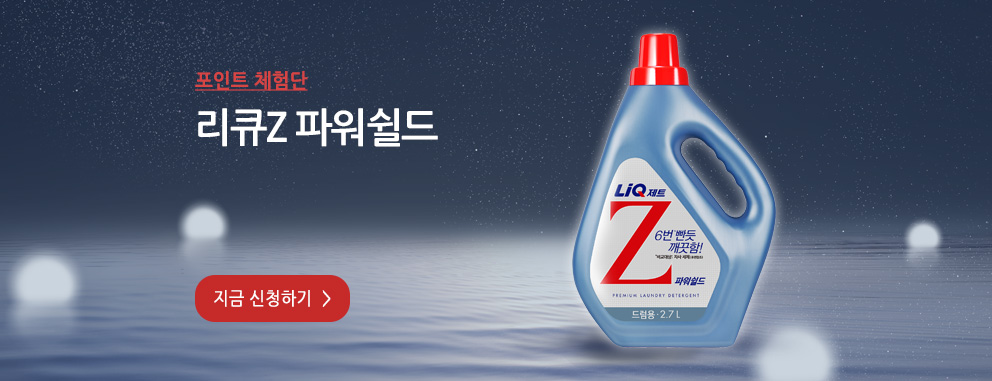 포인트 체험단
리큐Z 파워쉴드
지금 신청하기 >
LiQ 제트
Z
6번 빤듯
깨끗함!
파워쉴드
PREMIUM LAUNDRY DETERGENT
드럼용 · 2.7 L